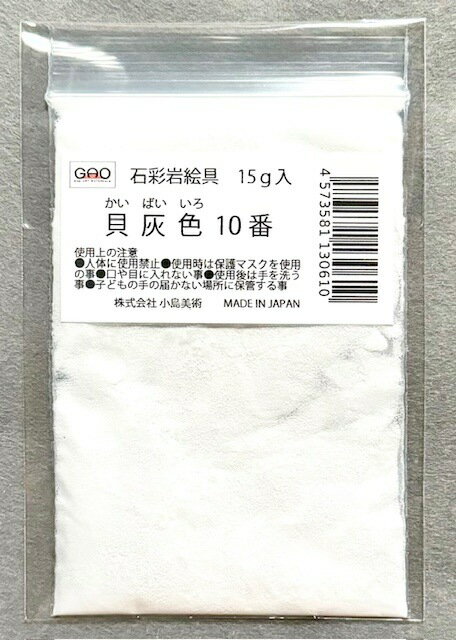 GAO
石彩岩絵具 15g入
かい ばい いろ
貝灰色10番
使用上の注意
●人体に使用禁止●使用時は保護マスクを使用
の事●口や目に入れない●使用後は手を洗う
事●子どもの手の届かない場所に保管する事
株式会社 小島美術 MADE IN JAPAN
4573581130610